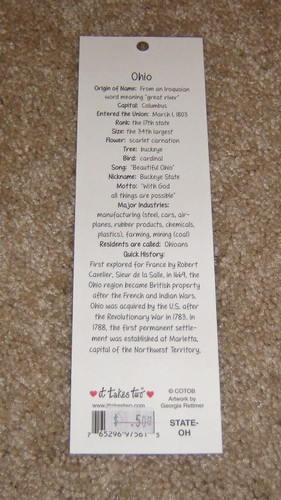 Ohio
Origin of Name: From an Iroquoian
word meaning "great river"
Capital: Columbus
Entered the Union: March 1, 1803
Rank: the 17th state
Size: the 34th largest
Flower: scarlet carnation
Tree: buckeye
Bird: cardinal
Song: "Beautiful Ohio"
Nickname: Buckeye State
Motto: "With God
all things are possible"
Major Industries:
manufacturing (steel, cars, air-
planes, rubber products, chemicals,
plastics), farming, mining (coal)
Residents are called: Ohioans
Quick History:
First explored for France by Robert
Cavelier, Sieur de la Salle, in 1669, the
Ohio region became British property
after the French and Indian Wars.
Ohio was acquired by the U.S. after
the Revolutionary War in 1783. In
1788, the first permanent settle-
ment was established at Marietta,
capital of the Northwest Territory.
it takes two
© COTOB
Artwork by
Georgia Rettmer
.50
STATE-
OH
7 65296 97561 5